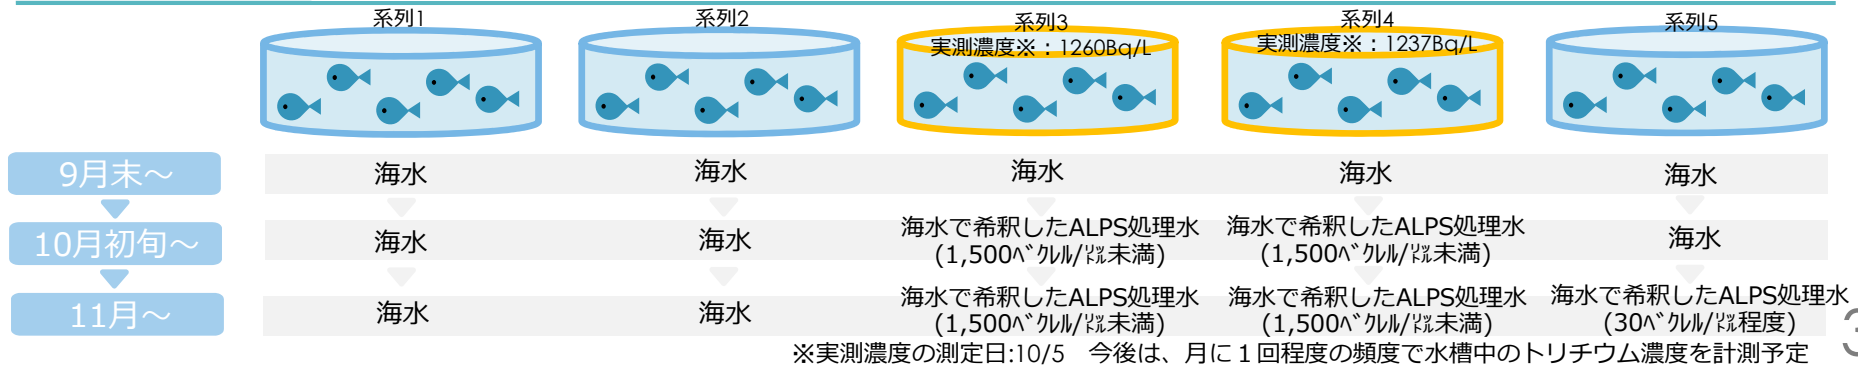 系列1
系列2
系列3
系列4
系列5
実測濃度※：1260Bq/L
実測濃度※：1237Bq/L
9月末～
海水
海水
海水
海水
海水
10月初旬～
海水
海水
海水で希釈したALPS処理水
(1,500ﾍﾞｸﾚﾙ/㍑未満)
海水で希釈したALPS処理水
(1,500ﾍﾞｸﾚﾙ/㍑未満)
海水
11月～
海水
海水
海水で希釈したALPS処理水
(1,500ﾍﾞｸﾚﾙ/㍑未満)
海水で希釈したALPS処理水
(1,500ﾍﾞｸﾚﾙ/㍑未満)
海水で希釈したALPS処理水
(30ﾍﾞｸﾚﾙ/㍑程度)
※実測濃度の測定日:10/5　今後は、月に１回程度の頻度で水槽中のトリチウム濃度を計測予定